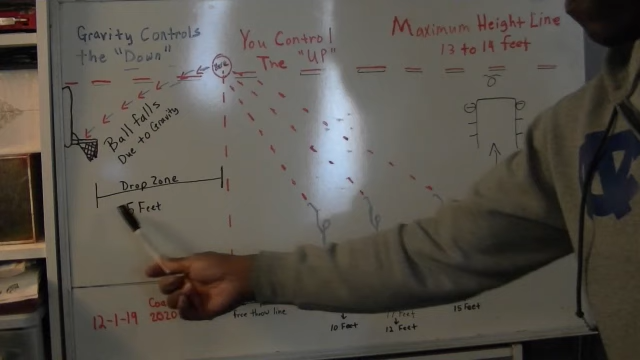 Gravity Controls
the "Down"
You Control
The "UP"
Maximum Height Line
13 to 14 feet
Ball falls
Due to Gravity
Drop Zone
5 Feet
12-1-19
2020
free throw line
10 Feet
12 Feet
15 Feet